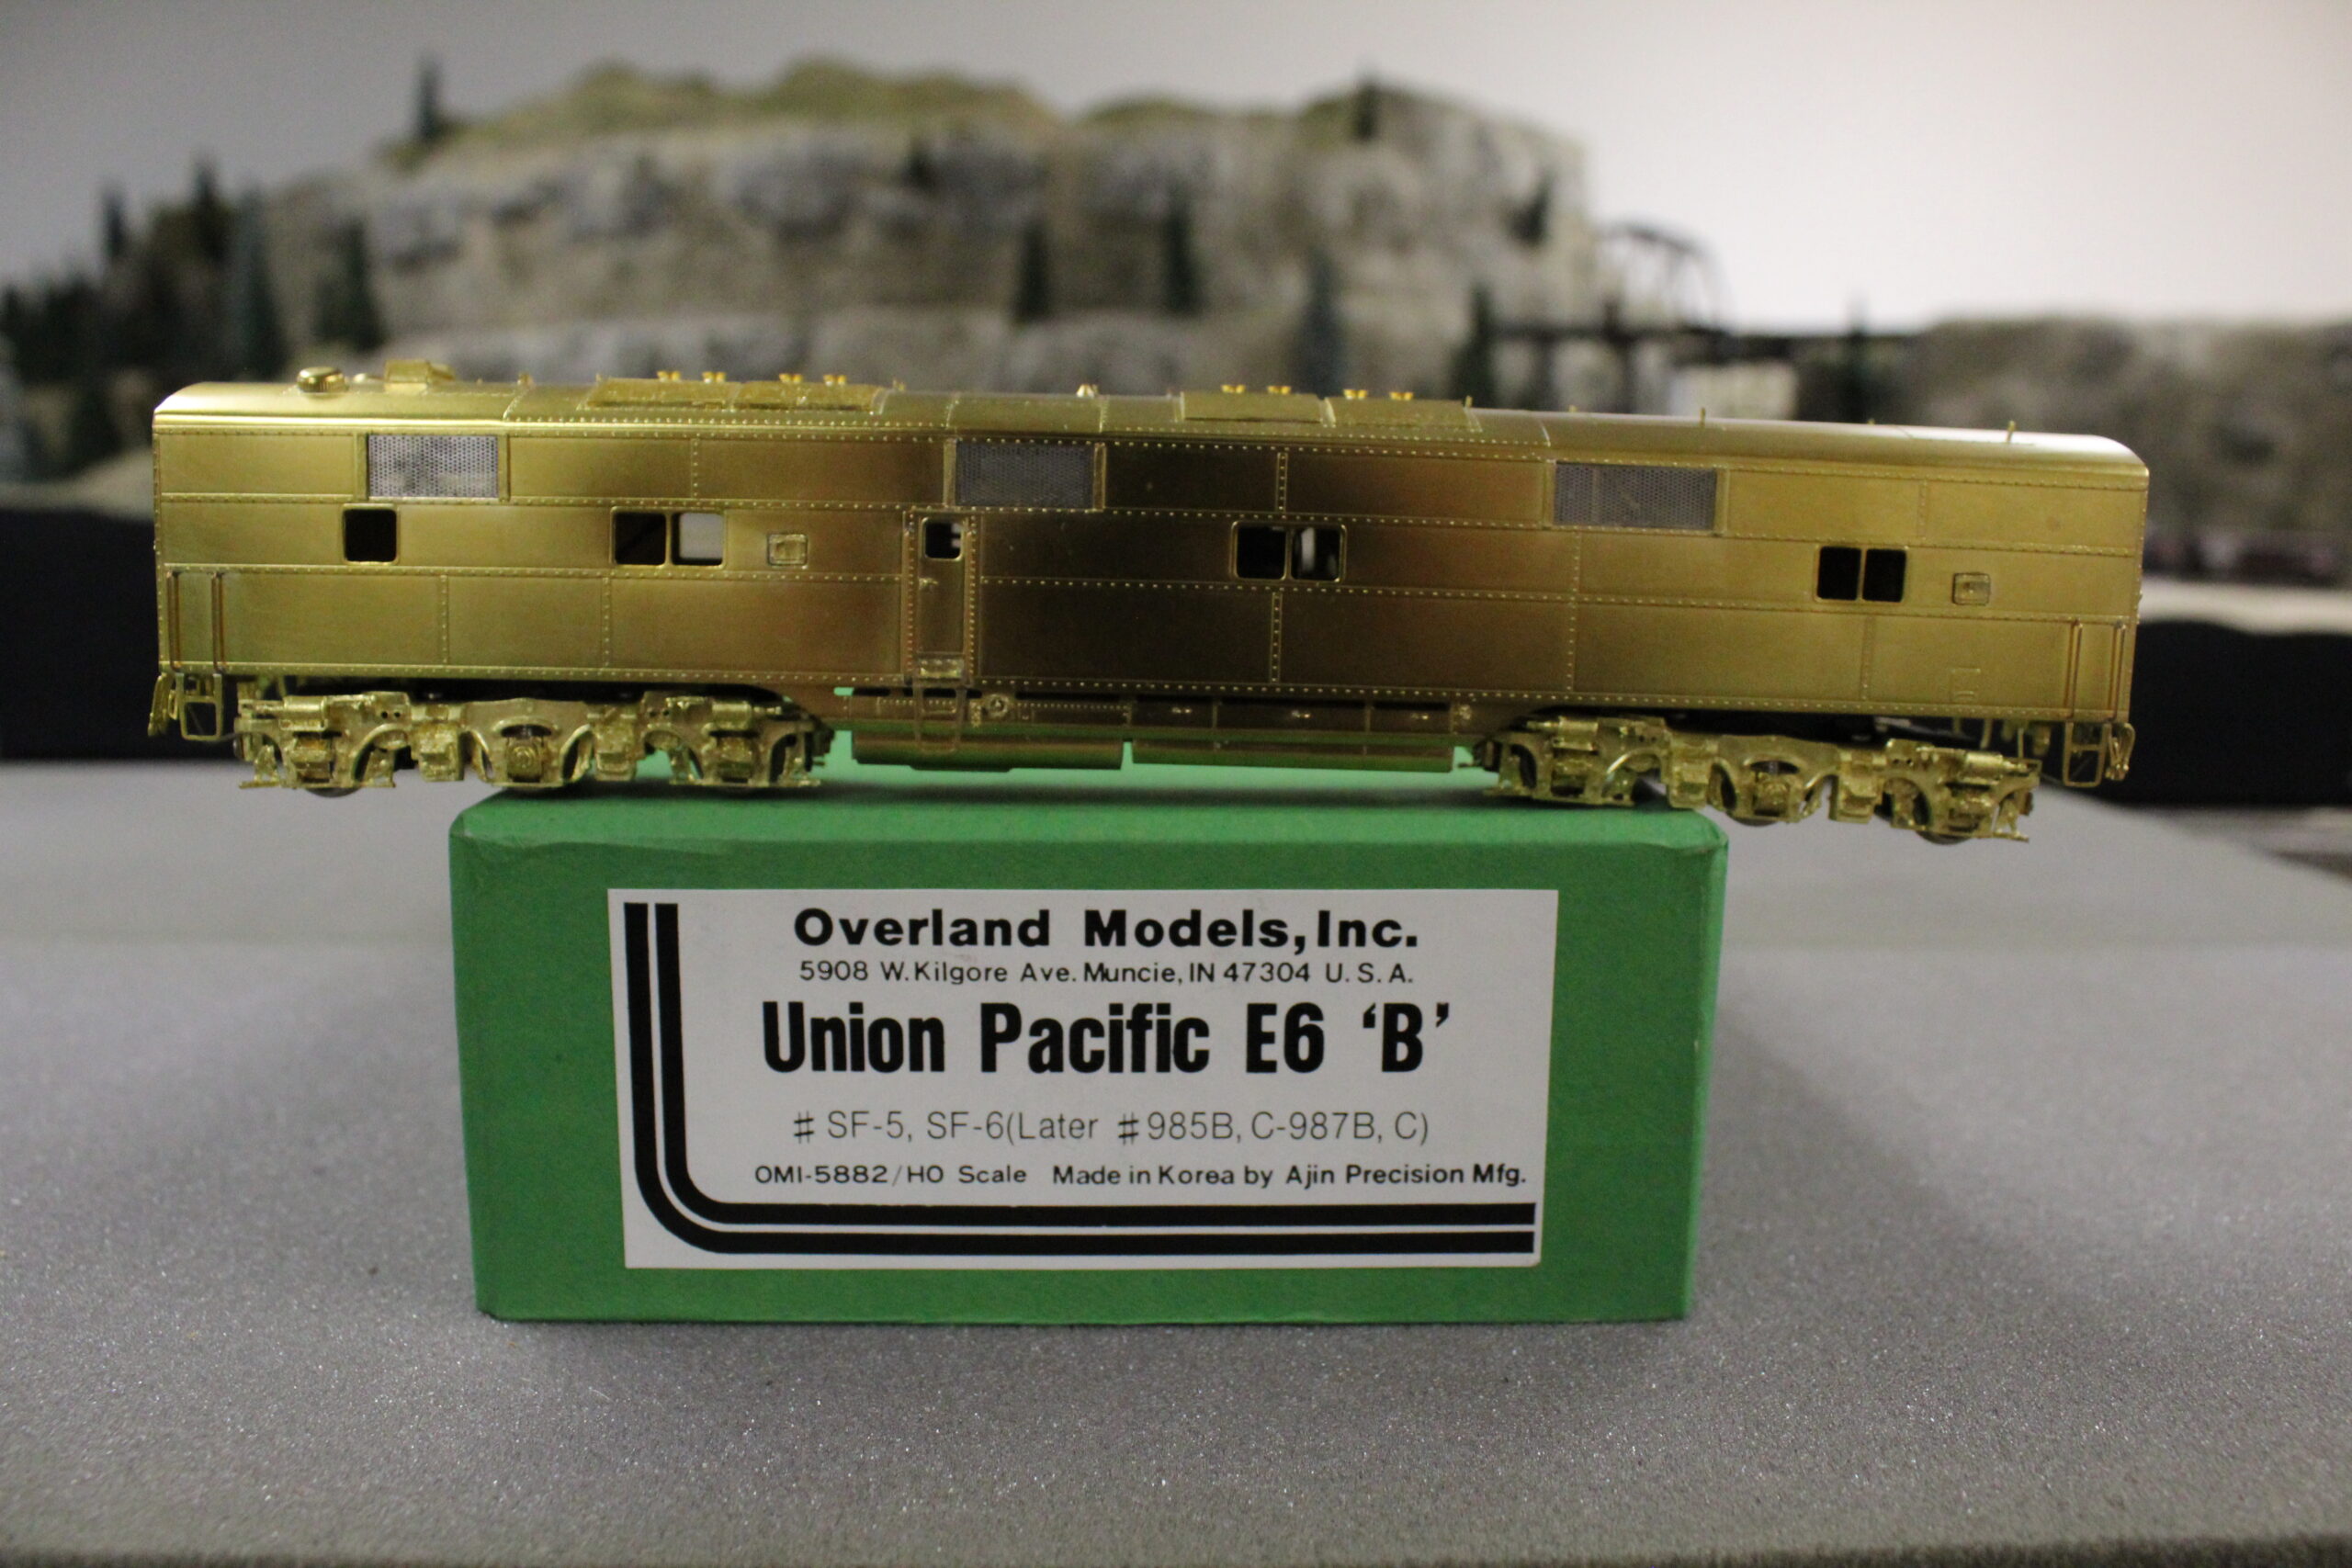 Overland Models, Inc.
5908 W. Kilgore Ave. Muncie, IN 47304 U. S. A.
Union Pacific E6 ‘B’
# SF-5, SF-6(Later #985B, C-987B, C)
OMI-5882/HO Scale Made in Korea by Ajin Precision Mfg.